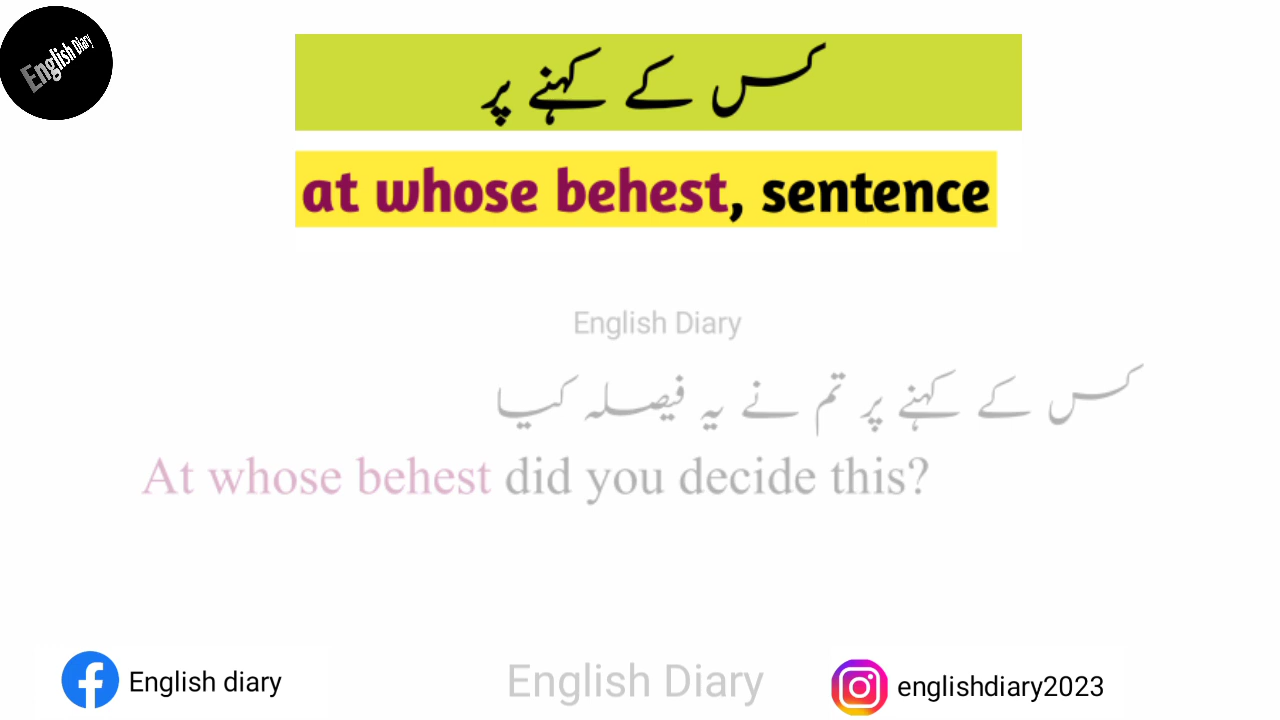 English Diary
کس کے کہنے پر
at whose behest, sentence
English Diary
کس کے کہنے پر تم نے یہ فیصلہ کیا
At whose behest did you decide this?
English diary
English Diary
englishdiary2023